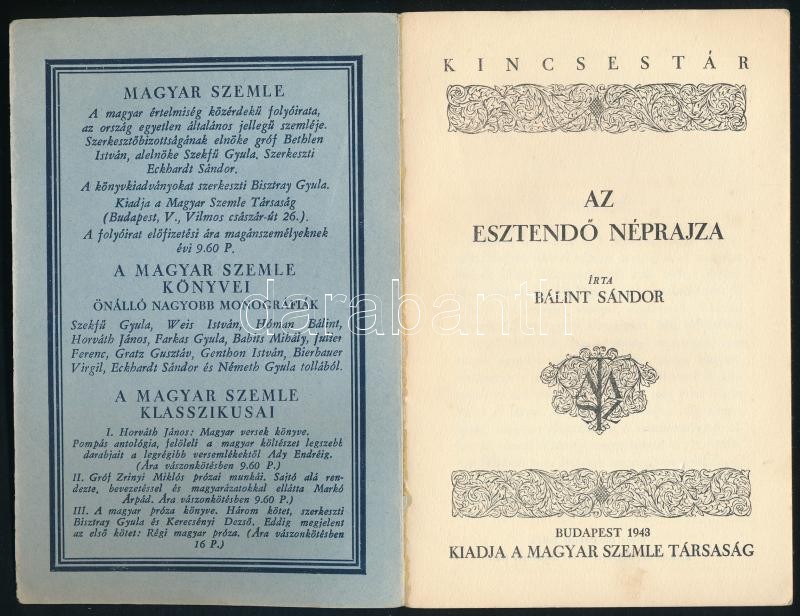 MAGYAR SZEMLE
A magyar értelmiség közérdekű folyóirata,
az ország egyetlen általános jellegű szemléje.
Szerkesztőbizottságának elnöke gróf Bethlen
István, alelnöke Szekfű Gyula. Szerkeszti
Eckhardt Sándor.
A könyvkiadványokat szerkeszti Bisztray Gyula.
Kiadja a Magyar Szemle Társaság
(Budapest, V., Vilmos császár-út 26.).
A folyóirat előfizetési ára magánszemélyeknek
évi 9.60 P.
A MAGYAR SZEMLE
KÖNYVEI
ÖNÁLLÓ NAGYOBB MONOGRÁFIÁK
Szekfű Gyula, Weis István, Hóman Bálint,
Horváth János, Farkas Gyula, Babits Mihály, Julier
Ferenc, Gratz Gusztáv, Genthon István, Bierbauer
Virgil, Eckhardt Sándor és Németh Gyula tollából.
A MAGYAR SZEMLE
KLASSZIKUSAI
I. Horváth János: Magyar versek könyve.
Pompás antológia, felöleli a magyar költészet legszebb
darabjait a legrégibb versemlékektől Ady Endréig.
(Ára vászonkötésben 9.60 P.)
II. Gróf Zrinyi Miklós prózai munkái. Sajtó alá ren-
dezte, bevezetéssel és magyarázatokkal ellátta Markó
Árpád. Ára vászonkötésben 9.60 P.)
III. A magyar próza könyve. Három kötet, szerkeszti
Bisztray Gyula és Kerecsényi Dezső. Eddig megjelent
az első kötet: Régi magyar próza. (Ára vászonkötésben
16 P.)
KINCSESTÁR
AZ
ESZTENDŐ NÉPRAJZA
ÍRTA
BÁLINT SÁNDOR
BUDAPEST 1943
KIADJA A MAGYAR SZEMLE TÁRSASÁG
darabanth